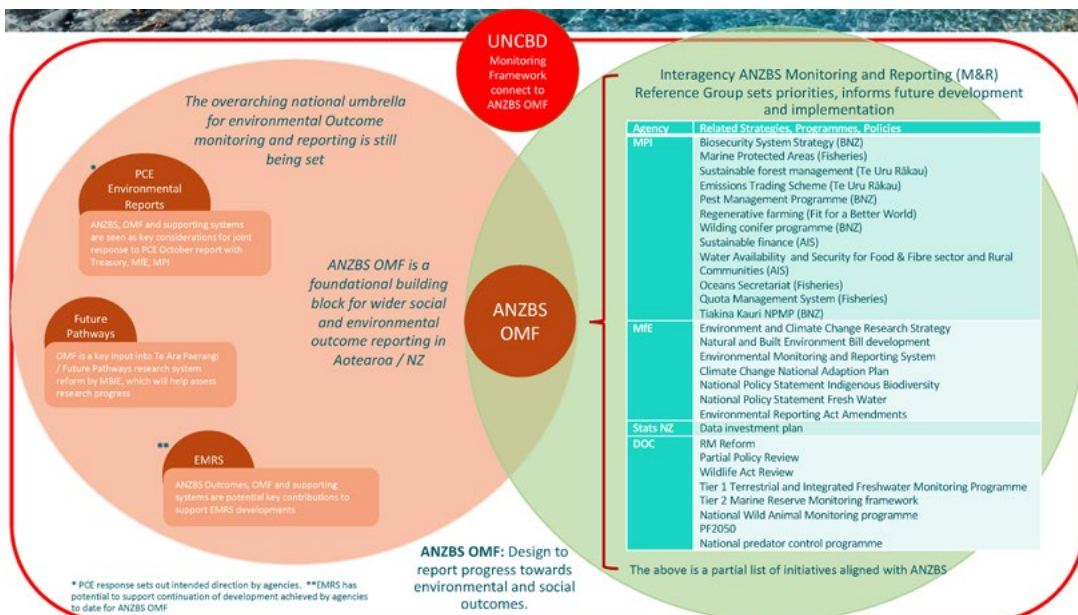 UNCBD
Monitoring
Framework
connect to
ANZBS OMF
The overarching national umbrella
for environmental Outcome
monitoring and reporting is still
being set
*
PCE
Environmental
Reports
ANZBS, OMF and supporting systems
are seen as key considerations for joint
response to PCE October report with
Treasury, MfE, MPI
ANZBS OMF is a
foundational building
block for wider social
and environmental
outcome reporting in
Aotearoa / NZ
Future
Pathways
OMF is a key input into Te Ara Paerangi
/ Future Pathways research system
reform by MBIE, which will help assess
research progress
**
EMRS
ANZBS Outcomes, OMF and supporting
systems are potential key contributions to
support EMRS developments
ANZBS
OMF
ANZBS OMF: Design to
report progress towards
environmental and social
outcomes.
* PCE response sets out intended direction by agencies. **EMRS has
potential to support continuation of development achieved by agencies
to date for ANZBS OMF
Interagency ANZBS Monitoring and Reporting (M&R)
Reference Group sets priorities, informs future development
and implementation
Agency Related Strategies, Programmes, Policies
MPI Biosecurity System Strategy (BNZ)
Marine Protected Areas (Fisheries)
Sustainable forest management (Te Uru Rākau)
Emissions Trading Scheme (Te Uru Rākau)
Pest Management Programme (BNZ)
Regenerative farming (Fit for a Better World)
Wilding conifer programme (BNZ)
Sustainable finance (AIS)
Water Availability and Security for Food & Fibre sector and Rural
Communities (AIS)
Oceans Secretariat (Fisheries)
Quota Management System (Fisheries)
Tiakina Kauri NPMP (BNZ)
MfE Environment and Climate Change Research Strategy
Natural and Built Environment Bill development
Environmental Monitoring and Reporting System
Climate Change National Adaption Plan
National Policy Statement Indigenous Biodiversity
National Policy Statement Fresh Water
Environmental Reporting Act Amendments
Stats NZ Data investment plan
DOC RM Reform
Partial Policy Review
Wildlife Act Review
Tier 1 Terrestrial and Integrated Freshwater Monitoring Programme
Tier 2 Marine Reserve Monitoring framework
National Wild Animal Monitoring programme
PF2050
National predator control programme
The above is a partial list of initiatives aligned with ANZBS